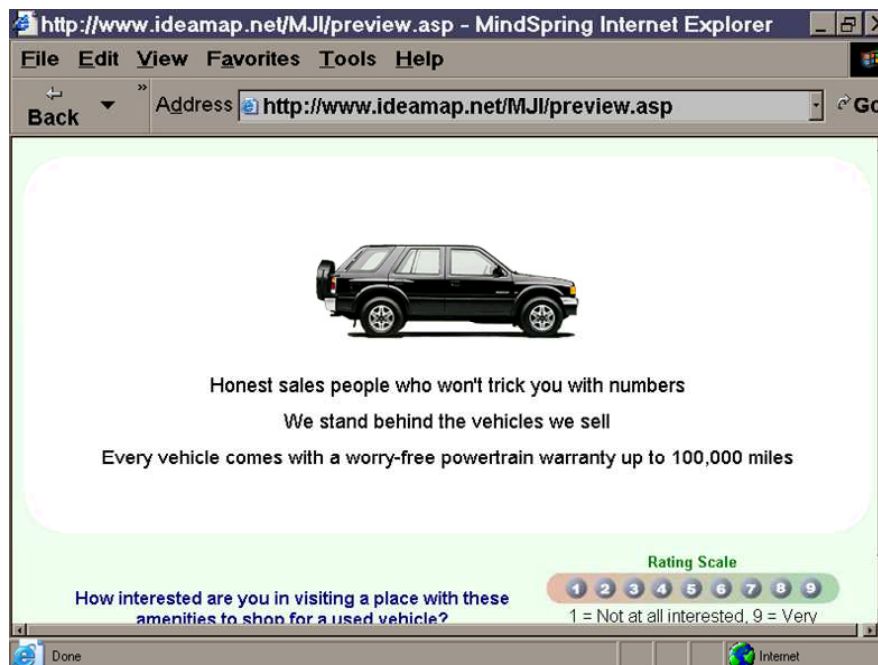 http://www.ideamap.net/MJI/preview.asp - MindSpring Internet Explorer
File Edit View Favorites Tools Help
Back » Address http://www.ideamap.net/MJI/preview.asp Go
Honest sales people who won't trick you with numbers
We stand behind the vehicles we sell
Every vehicle comes with a worry-free powertrain warranty up to 100,000 miles
Rating Scale
1 2 3 4 5 6 7 8 9
How interested are you in visiting a place with these
amenities to shop for a used vehicle?
1 = Not at all interested, 9 = Very
Done Internet